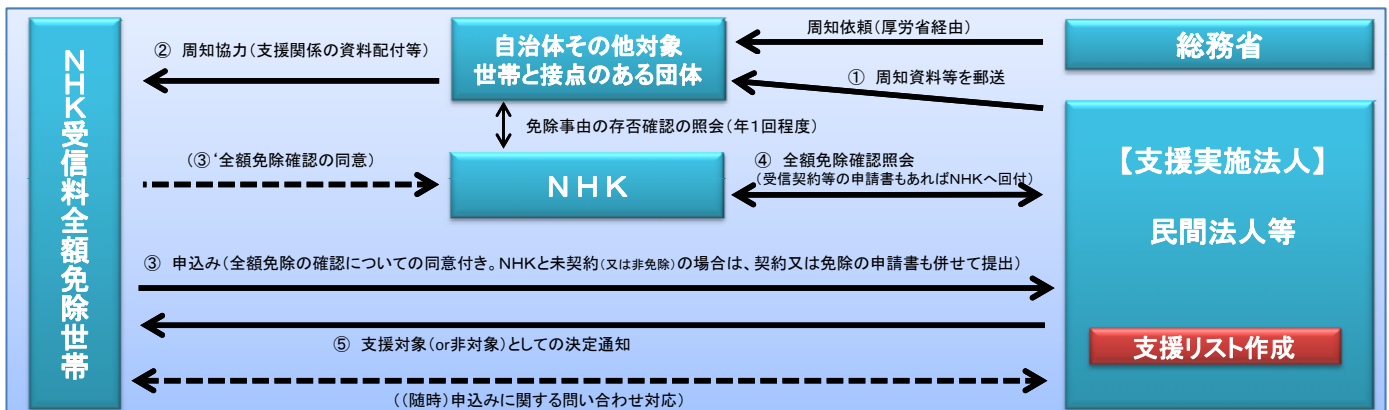 NHK受信料全額免除世帯
② 周知協力(支援関係の資料配付等)
自治体その他対象
世帯と接点のある団体
周知依頼(厚労省経由)
総務省
① 周知資料等を郵送
免除事由の存否確認の照会(年1回程度)
(③‘全額免除確認の同意)
NHK
④ 全額免除確認照会
(受信契約等の申請書もあればNHKへ回付)
【支援実施法人】
民間法人等
③ 申込み(全額免除の確認についての同意付き。NHKと未契約(又は非免除)の場合は、契約又は免除の申請書も併せて提出)
⑤ 支援対象(or非対象)としての決定通知
支援リスト作成
((随時)申込みに関する問い合わせ対応)